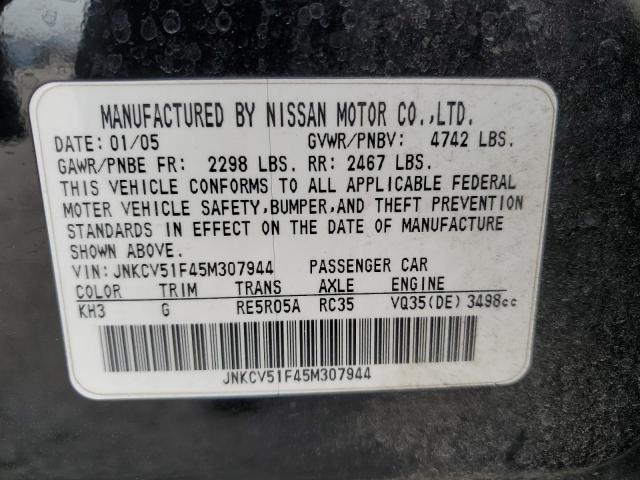 MANUFACTURED BY NISSAN MOTOR CO.,LTD.
DATE: 01/05 GVWR/PNBV: 4742 LBS.
GAWR/PNBE FR: 2298 LBS. RR: 2467 LBS.
THIS VEHICLE CONFORMS TO ALL APPLICABLE FEDERAL
MOTER VEHICLE SAFETY,BUMPER,AND THEFT PREVENTION
STANDARDS IN EFFECT ON THE DATE OF MANUFACTURE
SHOWN ABOVE.
VIN: JNKCV51F45M307944 PASSENGER CAR
COLOR TRIM TRANS AXLE ENGINE
KH3 G RE5R05A RC35 VQ35(DE) 3498cc
JNKCV51F45M307944